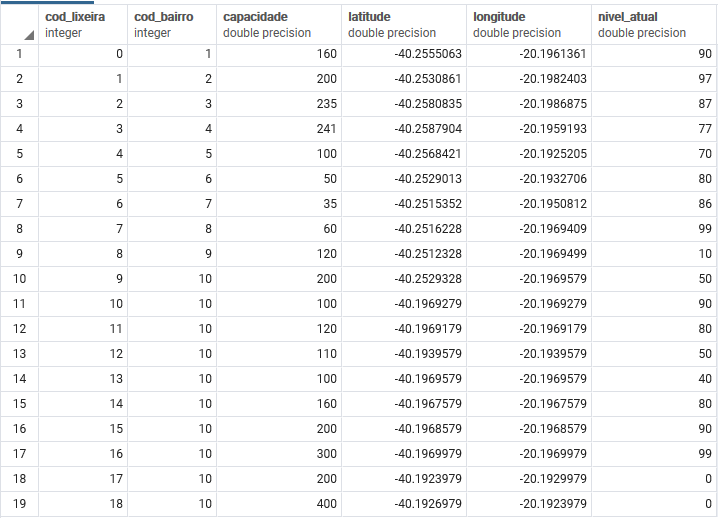 cod_lixeira cod_bairro capacidade latitude longitude nivel_atual
integer integer double precision double precision double precision double precision
1 0 1 160 -40.2555063 -20.1961361 90
2 1 2 200 -40.2530861 -20.1982403 97
3 2 3 235 -40.2580835 -20.1986875 87
4 3 4 241 -40.2587904 -20.1959193 77
5 4 5 100 -40.2568421 -20.1925205 70
6 5 6 50 -40.2529013 -20.1932706 80
7 6 7 35 -40.2515352 -20.1950812 86
8 7 8 60 -40.2516228 -20.1969409 99
9 8 9 120 -40.2512328 -20.1969499 10
10 9 10 200 -40.2529328 -20.1969579 50
11 10 10 100 -40.1969279 -20.1969279 90
12 11 10 120 -40.1969179 -20.1969179 80
13 12 10 110 -40.1939579 -20.1939579 50
14 13 10 100 -40.1969579 -20.1969579 40
15 14 10 160 -40.1967579 -20.1967579 80
16 15 10 200 -40.1968579 -20.1968579 90
17 16 10 300 -40.1969979 -20.1969979 99
18 17 10 200 -40.1923979 -20.1929979 0
19 18 10 400 -40.1926979 -20.1923979 0